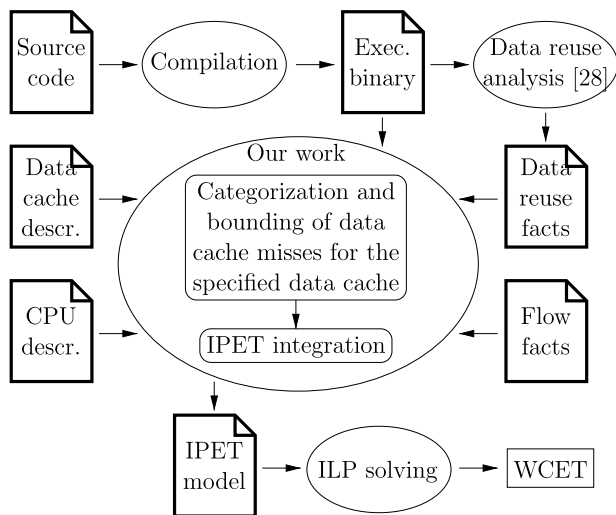 Source
code
Compilation
Exec.
binary
Data reuse
analysis [28]
Our work
Data
cache
descr.
Categorization and
bounding of data
cache misses for the
specified data cache
Data
reuse
facts
CPU
descr.
IPET integration
Flow
facts
IPET
model
ILP solving
WCET